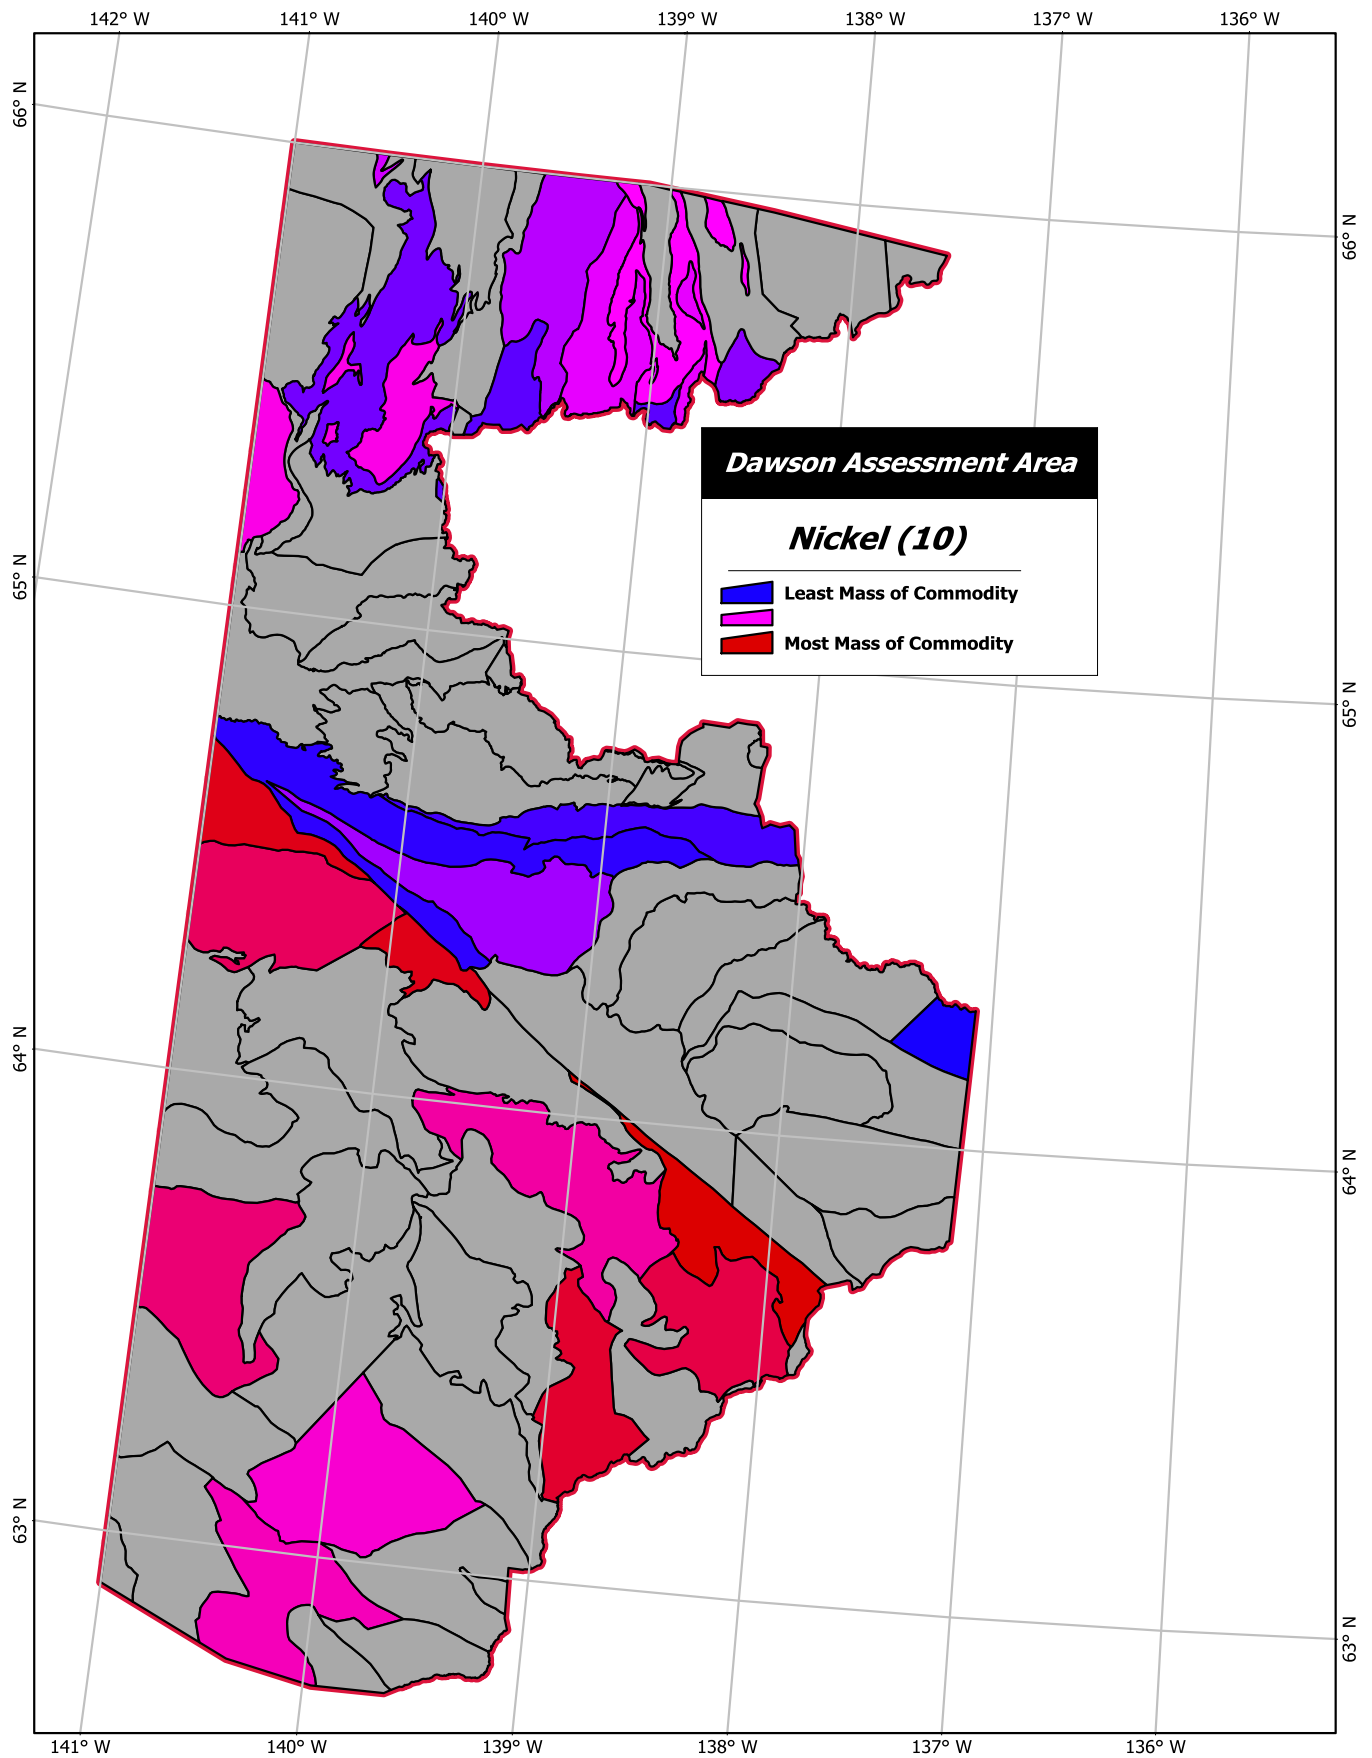 142° W 141° W 140° W 139° W 138° W 137° W 136° W
66° N
66° N
Dawson Assessment Area
Nickel (10)
65° N
Least Mass of Commodity
Most Mass of Commodity
65° N
64° N
64° N
63° N
63° N
141° W 140° W 139° W 138° W 137° W 136° W